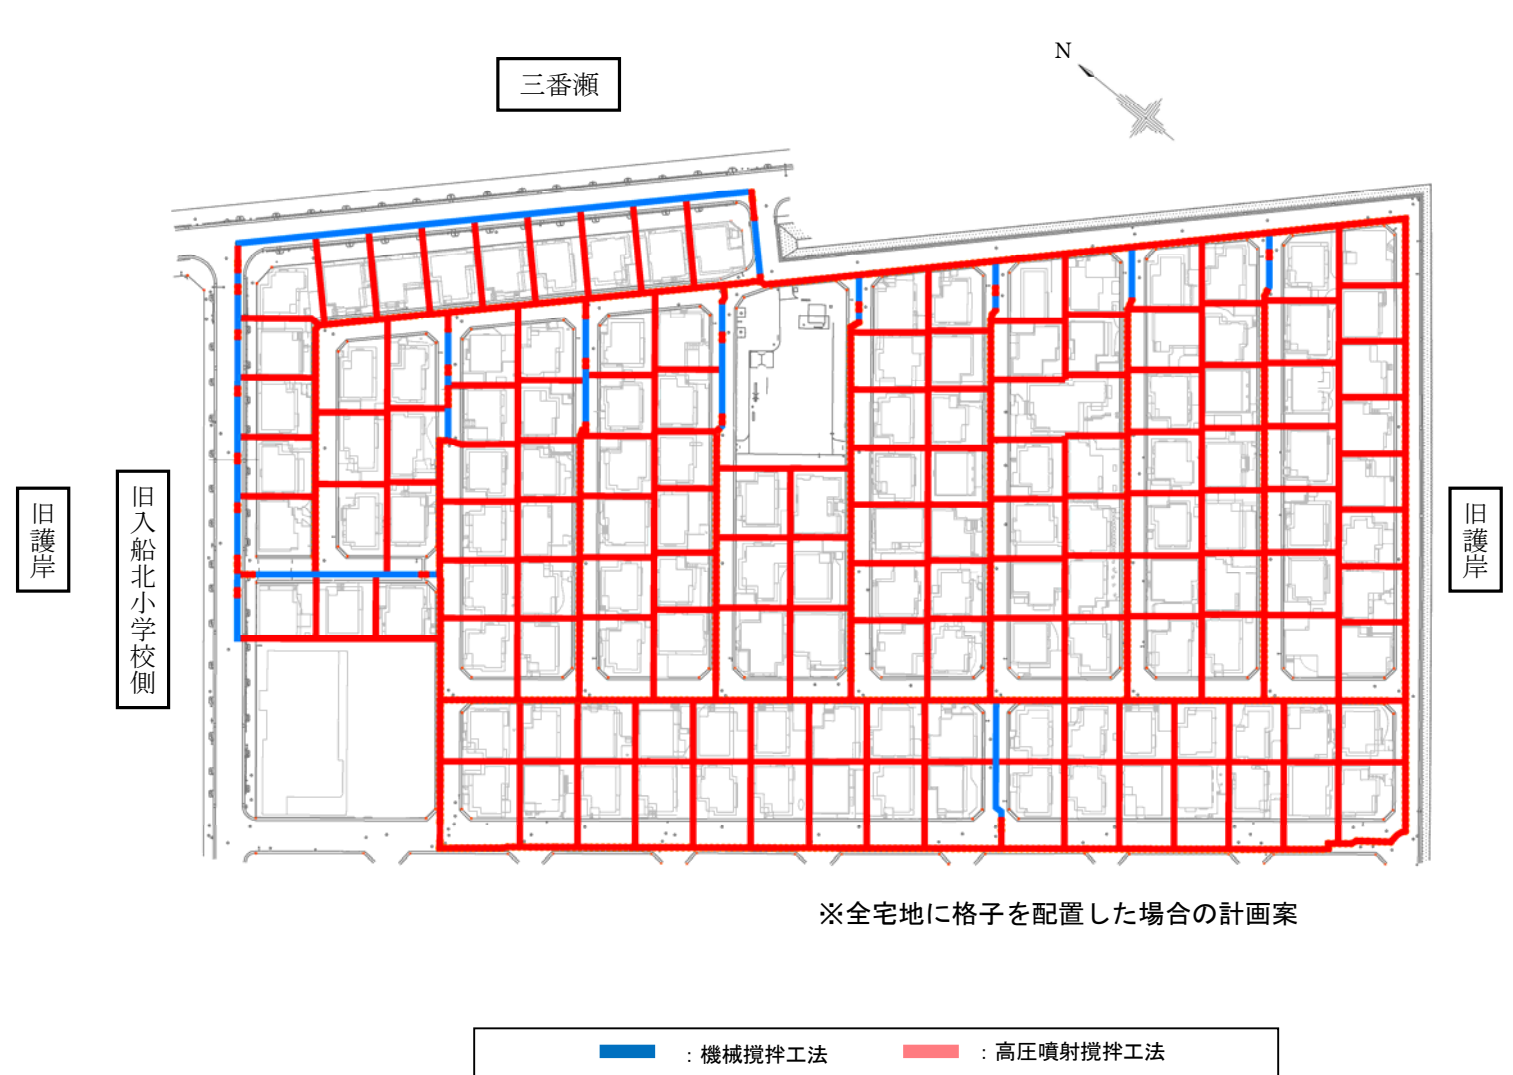 N
三番瀬
旧護岸
旧入船北小学校側
旧護岸
※全宅地に格子を配置した場合の計画案
：機械撹拌工法
：高圧噴射撹拌工法